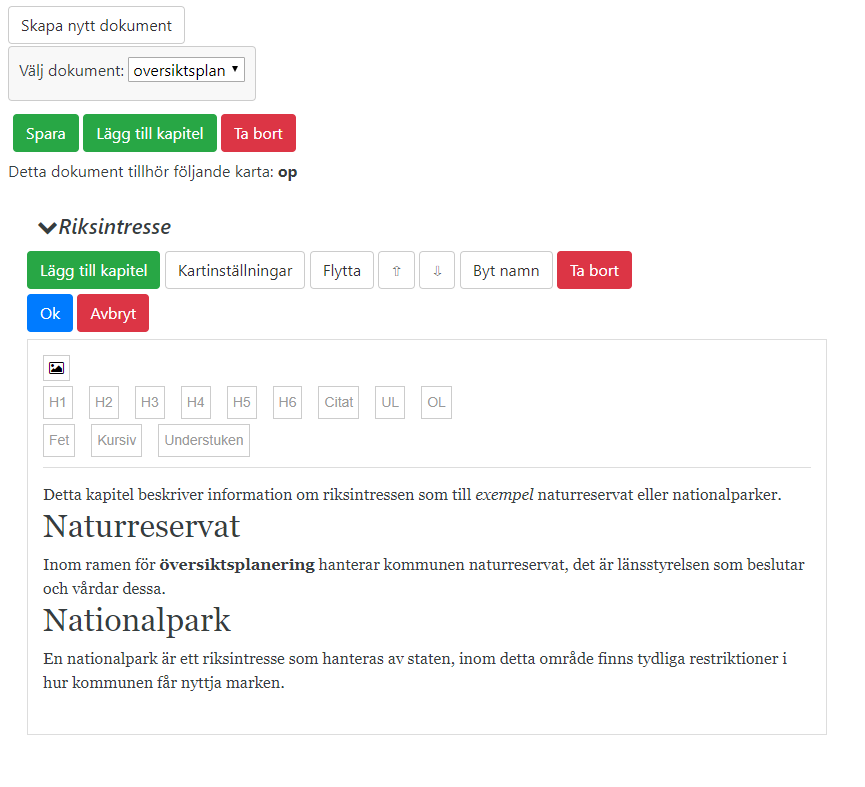 Skapa nytt dokument
Välj dokument: oversiktsplan
Spara Lägg till kapitel Ta bort
Detta dokument tillhör följande karta: op
Riksintresse
Lägg till kapitel Kartinställningar Flytta ⇧ ⇩ Byt namn Ta bort
Ok Avbryt
H1 H2 H3 H4 H5 H6 Citat UL OL
Fet Kursiv Understuken
Detta kapitel beskriver information om riksintressen som till exempel naturreservat eller nationalparker.
Naturreservat
Inom ramen för översiktsplanering hanterar kommunen naturreservat, det är länsstyrelsen som beslutar
och vårdar dessa.
Nationalpark
En nationalpark är ett riksintresse som hanteras av staten, inom detta område finns tydliga restriktioner i
hur kommunen får nyttja marken.